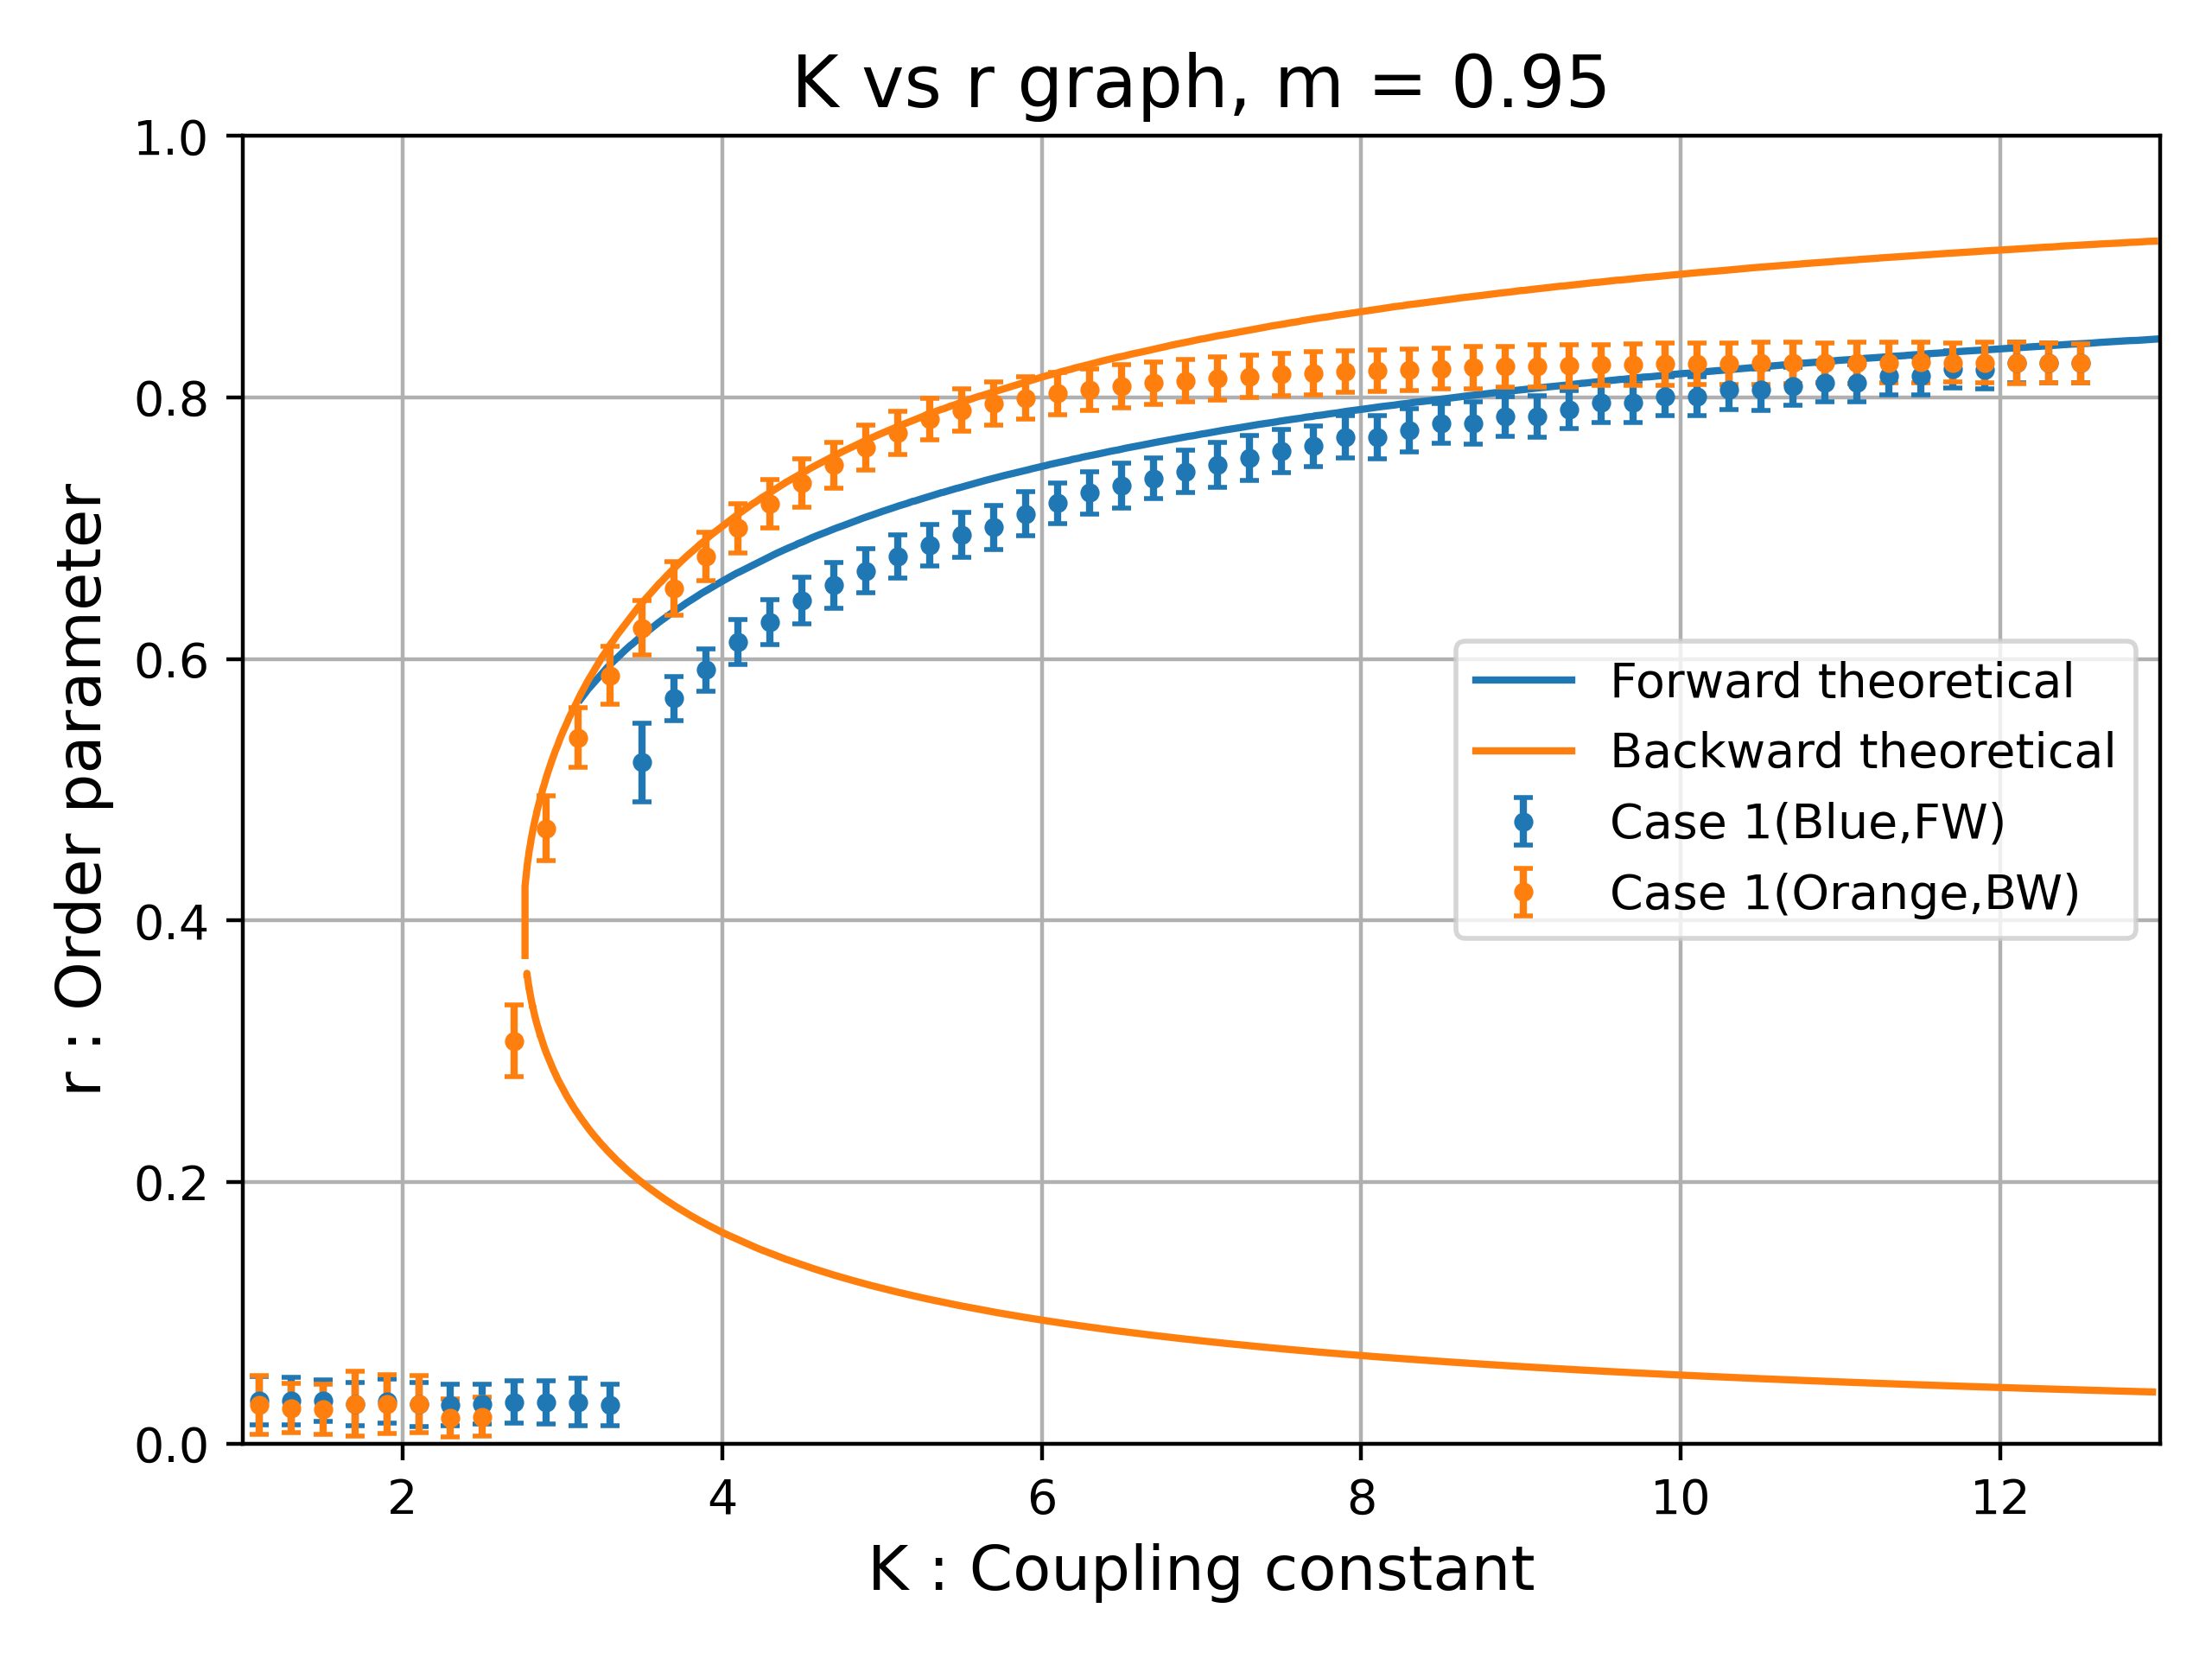 K vs r graph, m = 0.95
1.0
0.8
0.6
0.4
0.2
0.0
r : Order parameter
Forward theoretical
Backward theoretical
Case 1(Blue,FW)
Case 1(Orange,BW)
2 4 6 8 10 12
K : Coupling constant